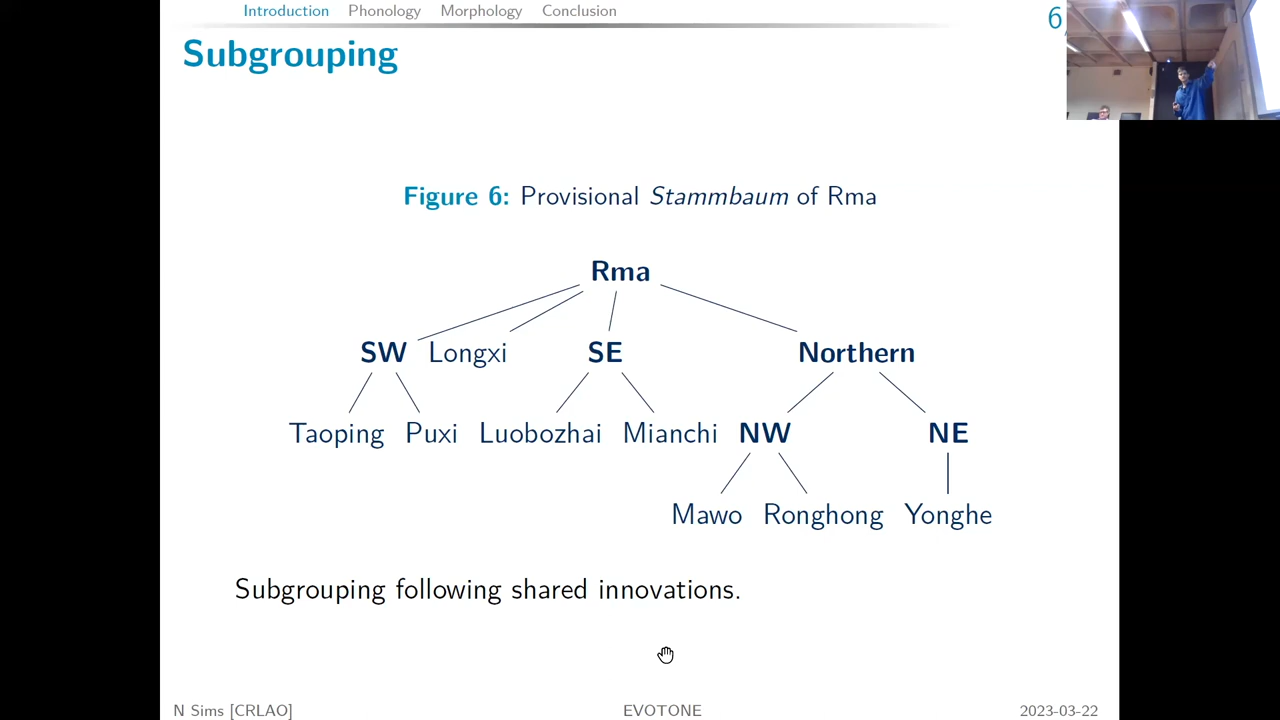 Introduction Phonology Morphology Conclusion
6
Subgrouping
Figure 6: Provisional Stammbaum of Rma
Rma
SW Longxi SE Northern
Taoping Puxi Luobozhai Mianchi NW NE
Mawo Ronghong Yonghe
Subgrouping following shared innovations.
N Sims [CRLAO] EVOTONE 2023-03-22